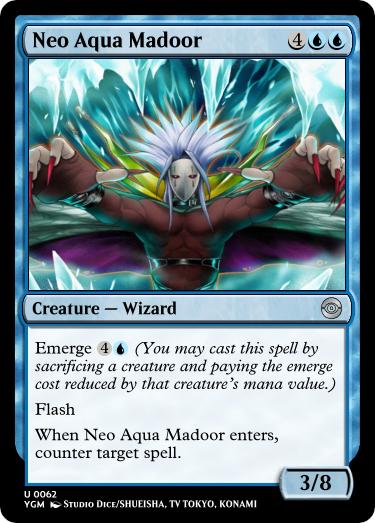 Neo Aqua Madoor 4
Creature — Wizard
Emerge 4 (You may cast this spell by
sacrificing a creature and paying the emerge
cost reduced by that creature's mana value.)
Flash
When Neo Aqua Madoor enters,
counter target spell.
3/8
U 0062
YGM Studio Dice/SHUEISHA, TV TOKYO, KONAMI